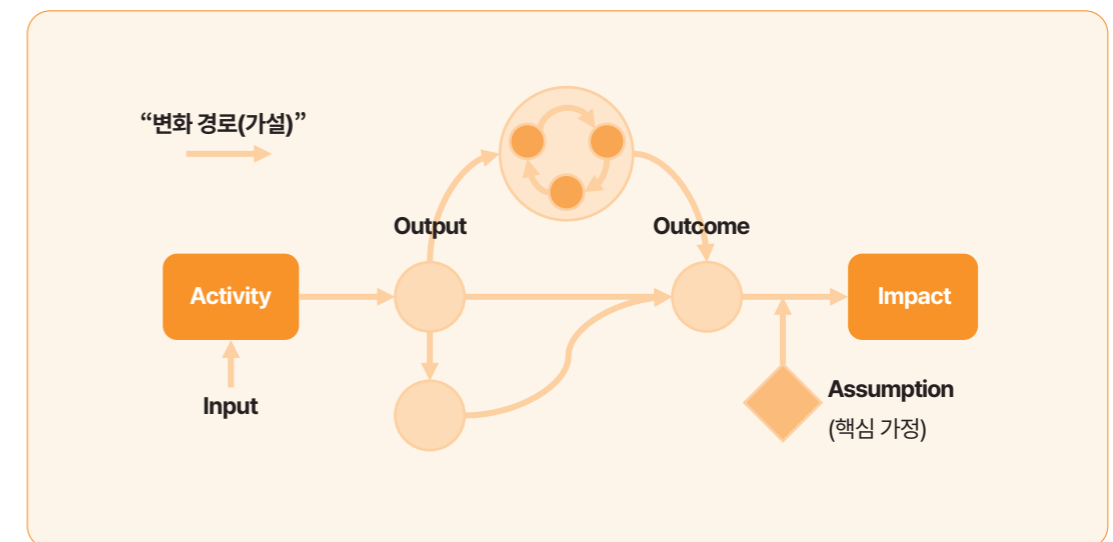 “변화 경로(가설)”
Output
Outcome
Activity
Impact
Input
Assumption
(핵심 가정)